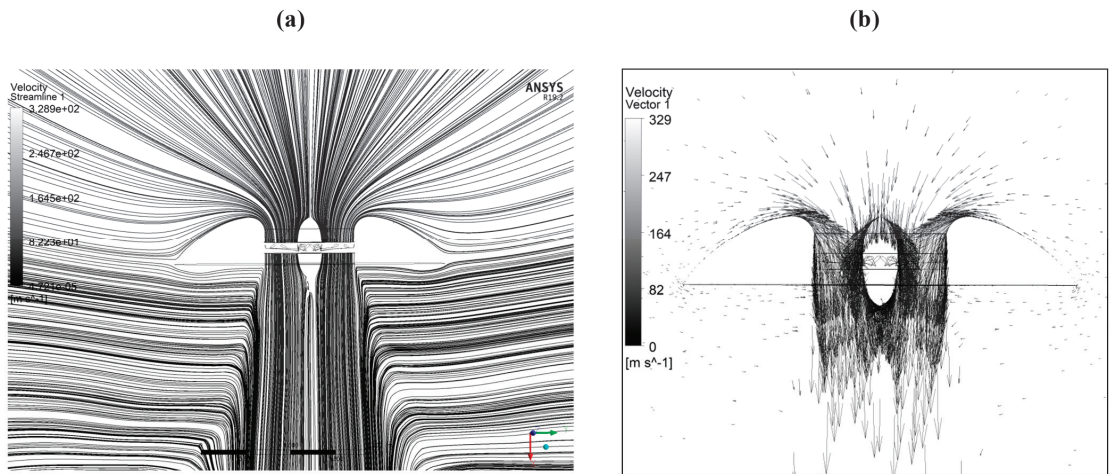 (a)
(b)
Velocity
Streamline 1
3.289e+02
2.467e+02
1.645e+02
8.223e+01
[m s^-1]
ANSYS
R19.2
Velocity
Vector 1
329
247
164
82
0
[m s^-1]